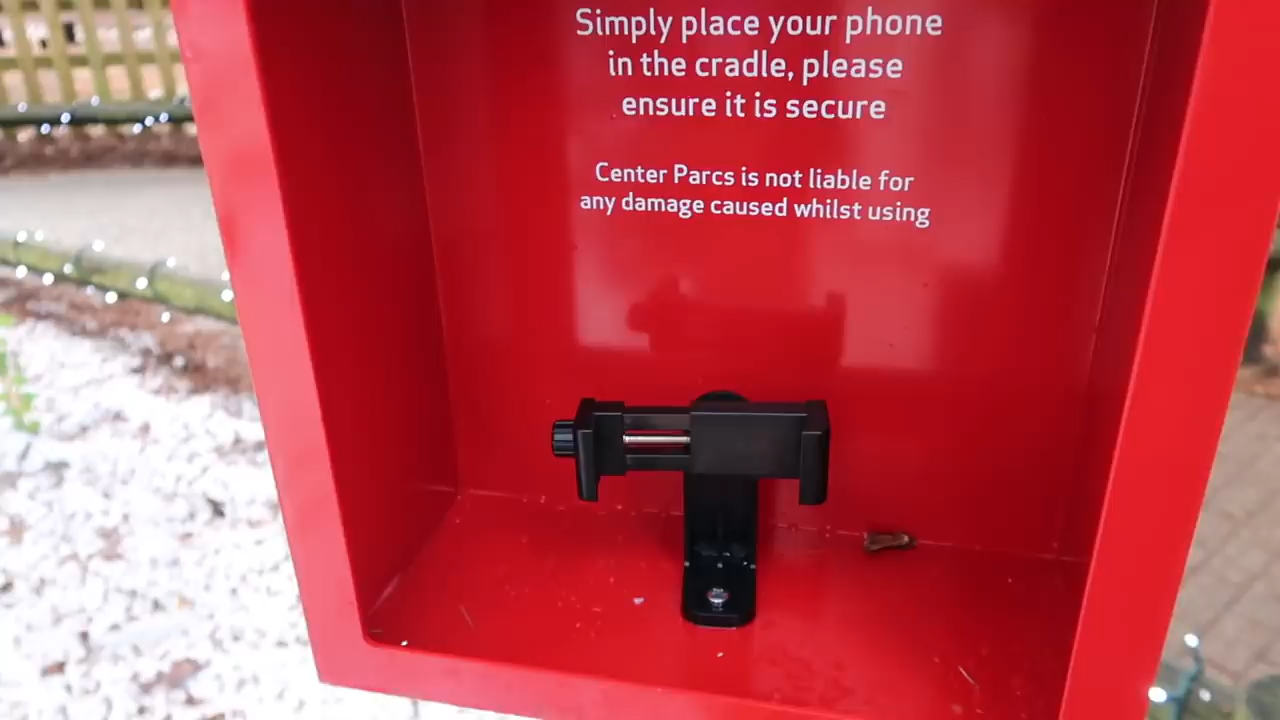 Simply place your phone
in the cradle, please
ensure it is secure
Center Parcs is not liable for
any damage caused whilst using